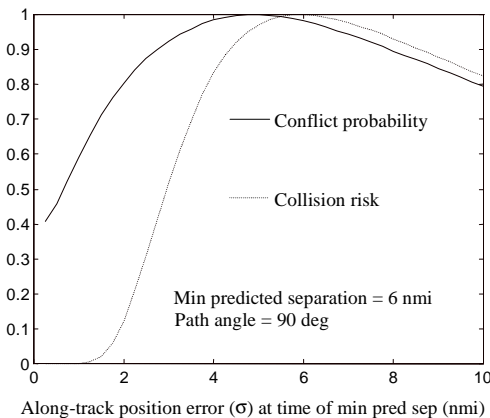 1
0.9
0.8
0.7
0.6
0.5
0.4
0.3
0.2
0.1
0
Conflict probability
Collision risk
Min predicted separation = 6 nmi
Path angle = 90 deg
0 2 4 6 8 10
Along-track position error (σ) at time of min pred sep (nmi)